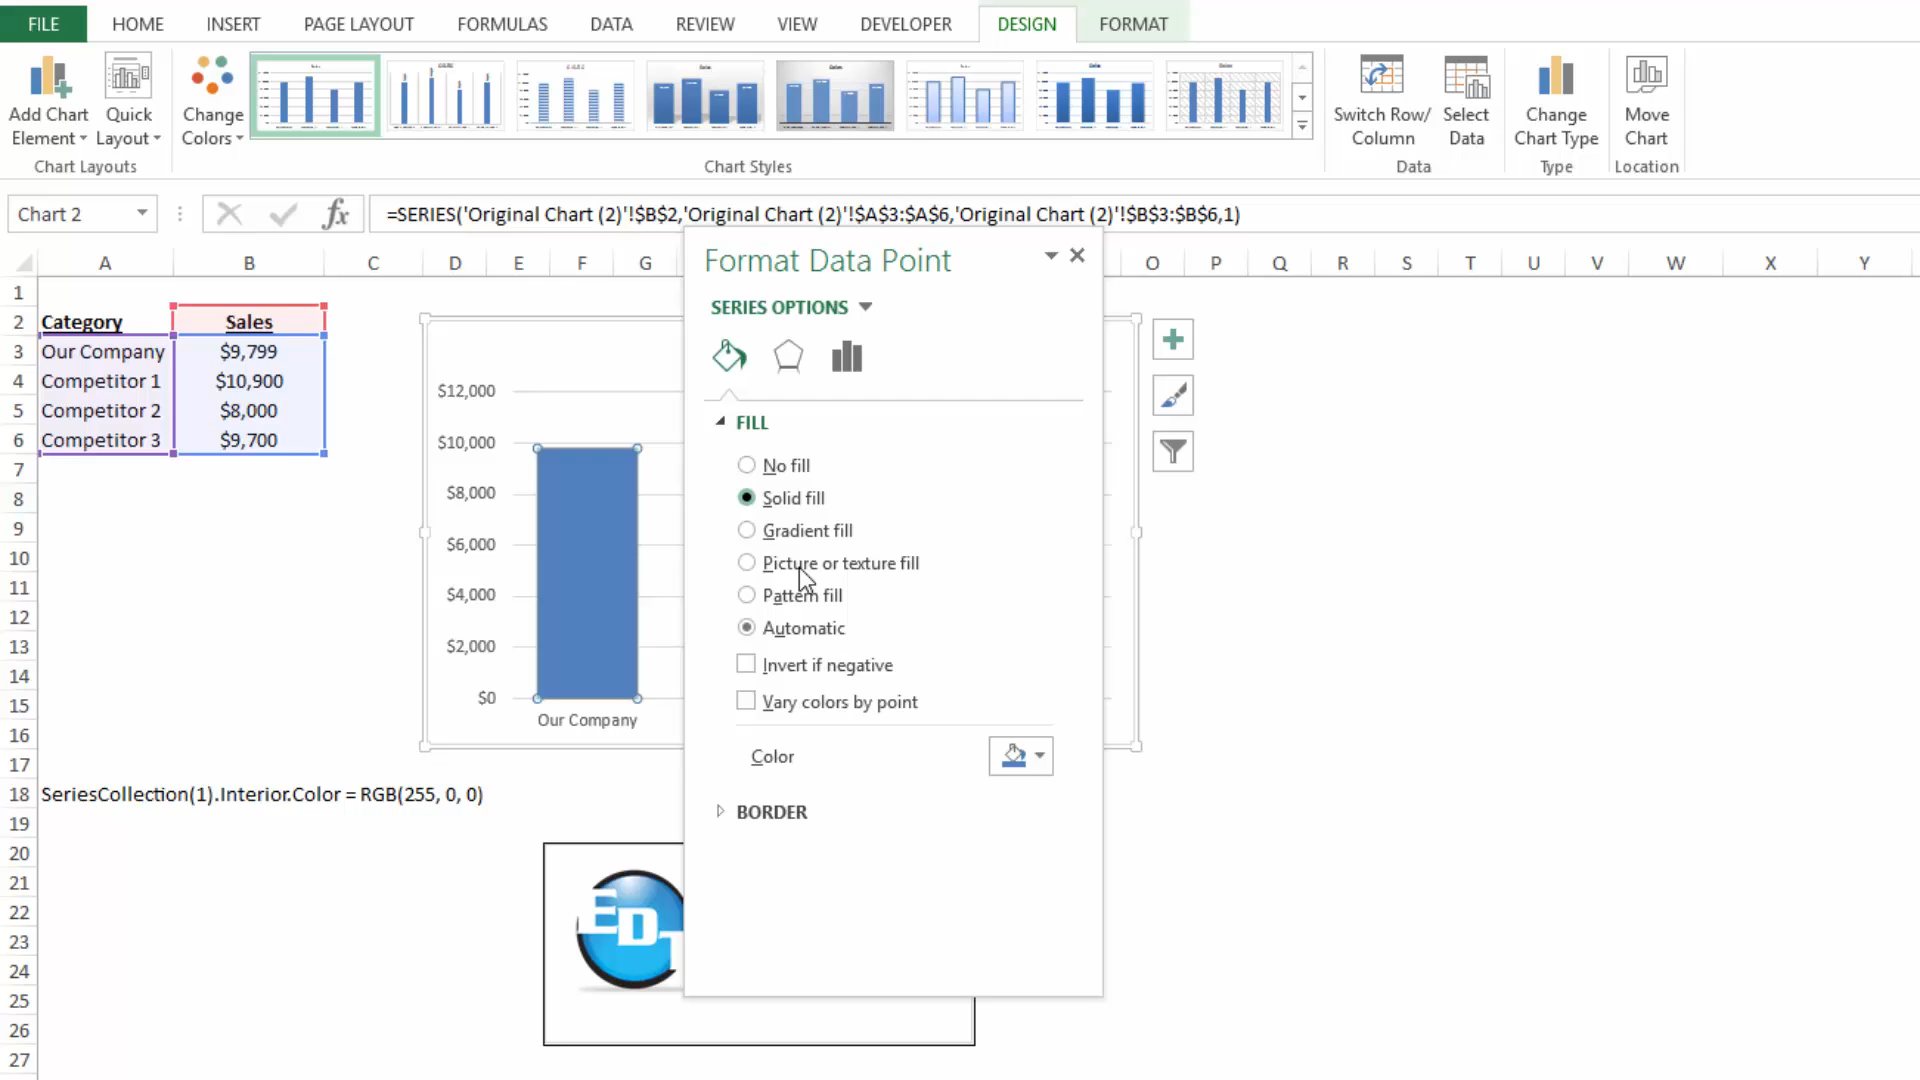 FILE HOME INSERT PAGE LAYOUT FORMULAS DATA REVIEW VIEW DEVELOPER DESIGN FORMAT
Add Chart Element
Quick Layout
Change Colors
Switch Row/ Column
Select Data
Change Chart Type
Move Chart
Chart Layouts Chart Styles Data Type Location
Chart 2 fx =SERIES('Original Chart (2)'!$B$2,'Original Chart (2)'!$A$3:$A$6,'Original Chart (2)'!$B$3:$B$6,1)
A B C D E F G O P Q R S T U V W X Y
1
2 Category Sales
3 Our Company $9,799
4 Competitor 1 $10,900
5 Competitor 2 $8,000
6 Competitor 3 $9,700
7
8
9
10
11
12
13
14
15
16
17
18 SeriesCollection(1).Interior.Color = RGB(255, 0, 0)
19
20
21
22
23
24
25
26
27
$12,000
$10,000
$8,000
$6,000
$4,000
$2,000
$0
Our Company
EDT
Format Data Point
SERIES OPTIONS
FILL
No fill
Solid fill
Gradient fill
Picture or texture fill
Pattern fill
Automatic
Invert if negative
Vary colors by point
Color
BORDER